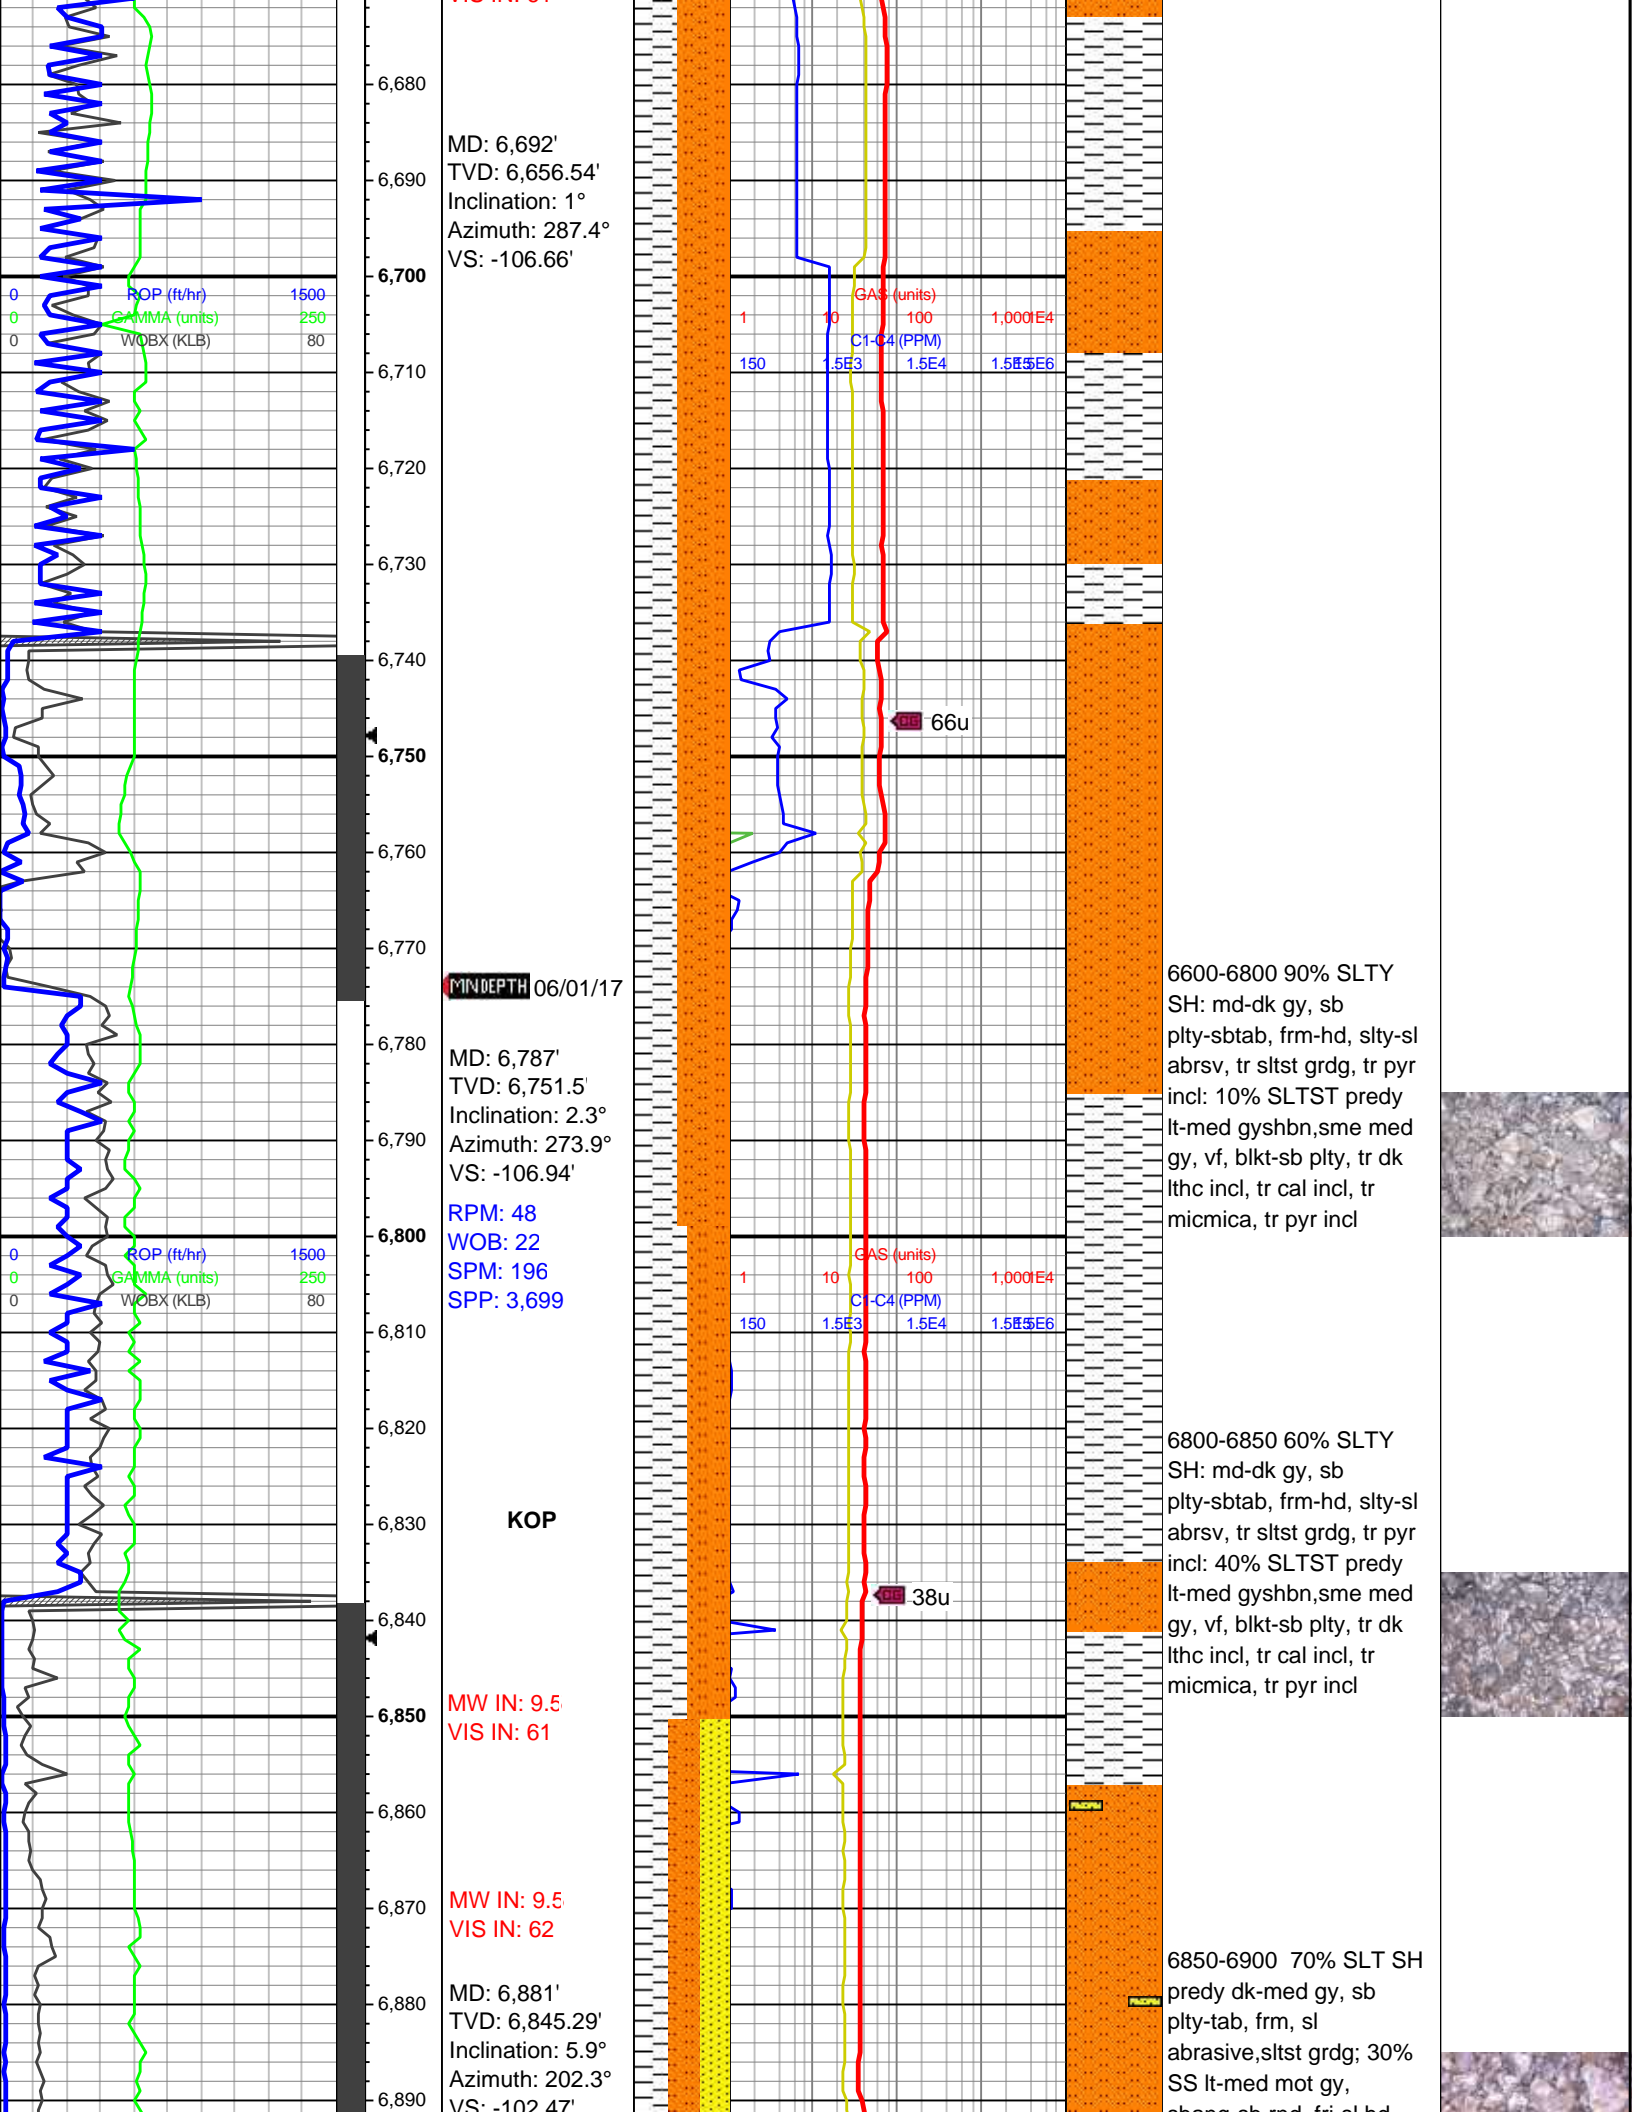 6,680
MD: 6,692'
TVD: 6,656.54'
Inclination: 1°
Azimuth: 287.4°
VS: -106.66'
6,690
6,700
0 ROP (ft/hr) 1500
0 GAMMA (units) 250
0 WOBX (KLB) 80
GAS (units)
1 10 100 1,000 1E4
C1-C4 (PPM)
150 1.5E3 1.5E4 1.5E5 1.5E6
6,710
6,720
6,730
6,740
CG 66u
6,750
6,760
6,770
MN DEPTH 06/01/17
6600-6800 90% SLTY
SH: md-dk gy, sb
plty-sbtab, frm-hd, slty-sl
abrsv, tr sltst grdg, tr pyr
incl: 10% SLTST predy
lt-med gyshbn,sme med
gy, vf, blkt-sb plty, tr dk
lthc incl, tr cal incl, tr
micmica, tr pyr incl
6,780
MD: 6,787'
TVD: 6,751.5'
Inclination: 2.3°
Azimuth: 273.9°
VS: -106.94'
6,790
RPM: 48
WOB: 22
SPM: 196
SPP: 3,699
6,800
0 ROP (ft/hr) 1500
0 GAMMA (units) 250
0 WOBX (KLB) 80
GAS (units)
1 10 100 1,000 1E4
C1-C4 (PPM)
150 1.5E3 1.5E4 1.5E5 1.5E6
6,810
6,820
6800-6850 60% SLTY
SH: md-dk gy, sb
plty-sbtab, frm-hd, slty-sl
abrsv, tr sltst grdg, tr pyr
incl: 40% SLTST predy
lt-med gyshbn,sme med
gy, vf, blkt-sb plty, tr dk
lthc incl, tr cal incl, tr
micmica, tr pyr incl
6,830
KOP
CG 38u
6,840
MW IN: 9.5
VIS IN: 61
6,850
6,860
6,870
MW IN: 9.5
VIS IN: 62
6850-6900 70% SLT SH
predy dk-med gy, sb
plty-tab, frm, sl
abrasive,sltst grdg; 30%
SS lt-med mot gy,
6,880
MD: 6,881'
TVD: 6,845.29'
Inclination: 5.9°
Azimuth: 202.3°
VS: -102.47'
6,890